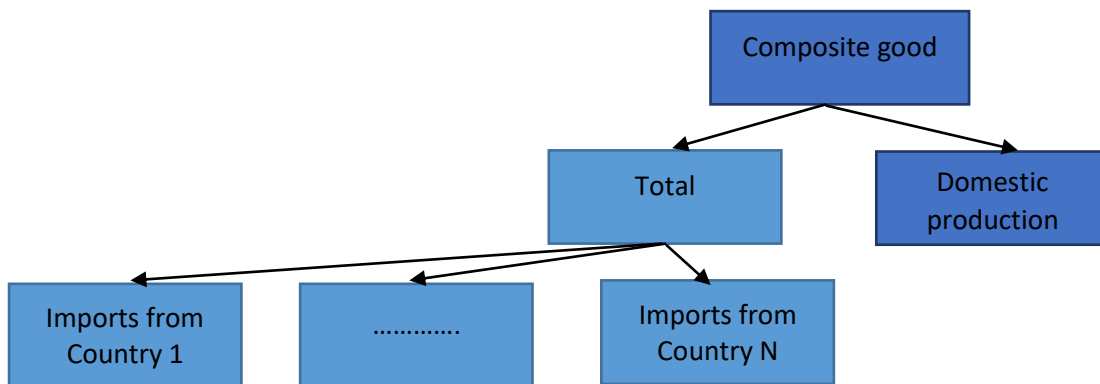 Composite good
Total
Domestic
production
Imports from
Country 1
………….
Imports from
Country N